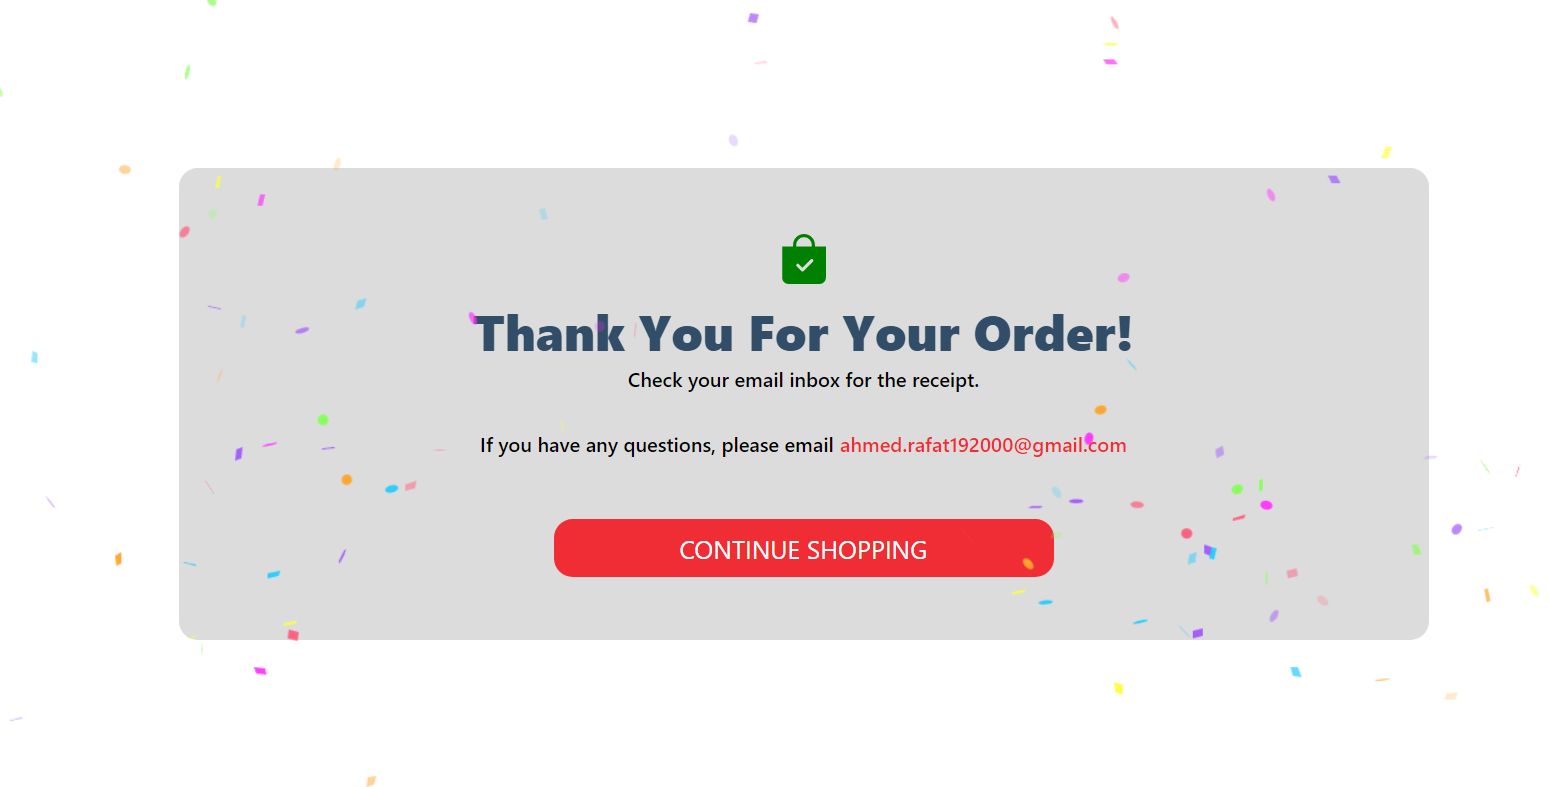 Thank You For Your Order!
Check your email inbox for the receipt.
If you have any questions, please email ahmed.rafat192000@gmail.com
CONTINUE SHOPPING